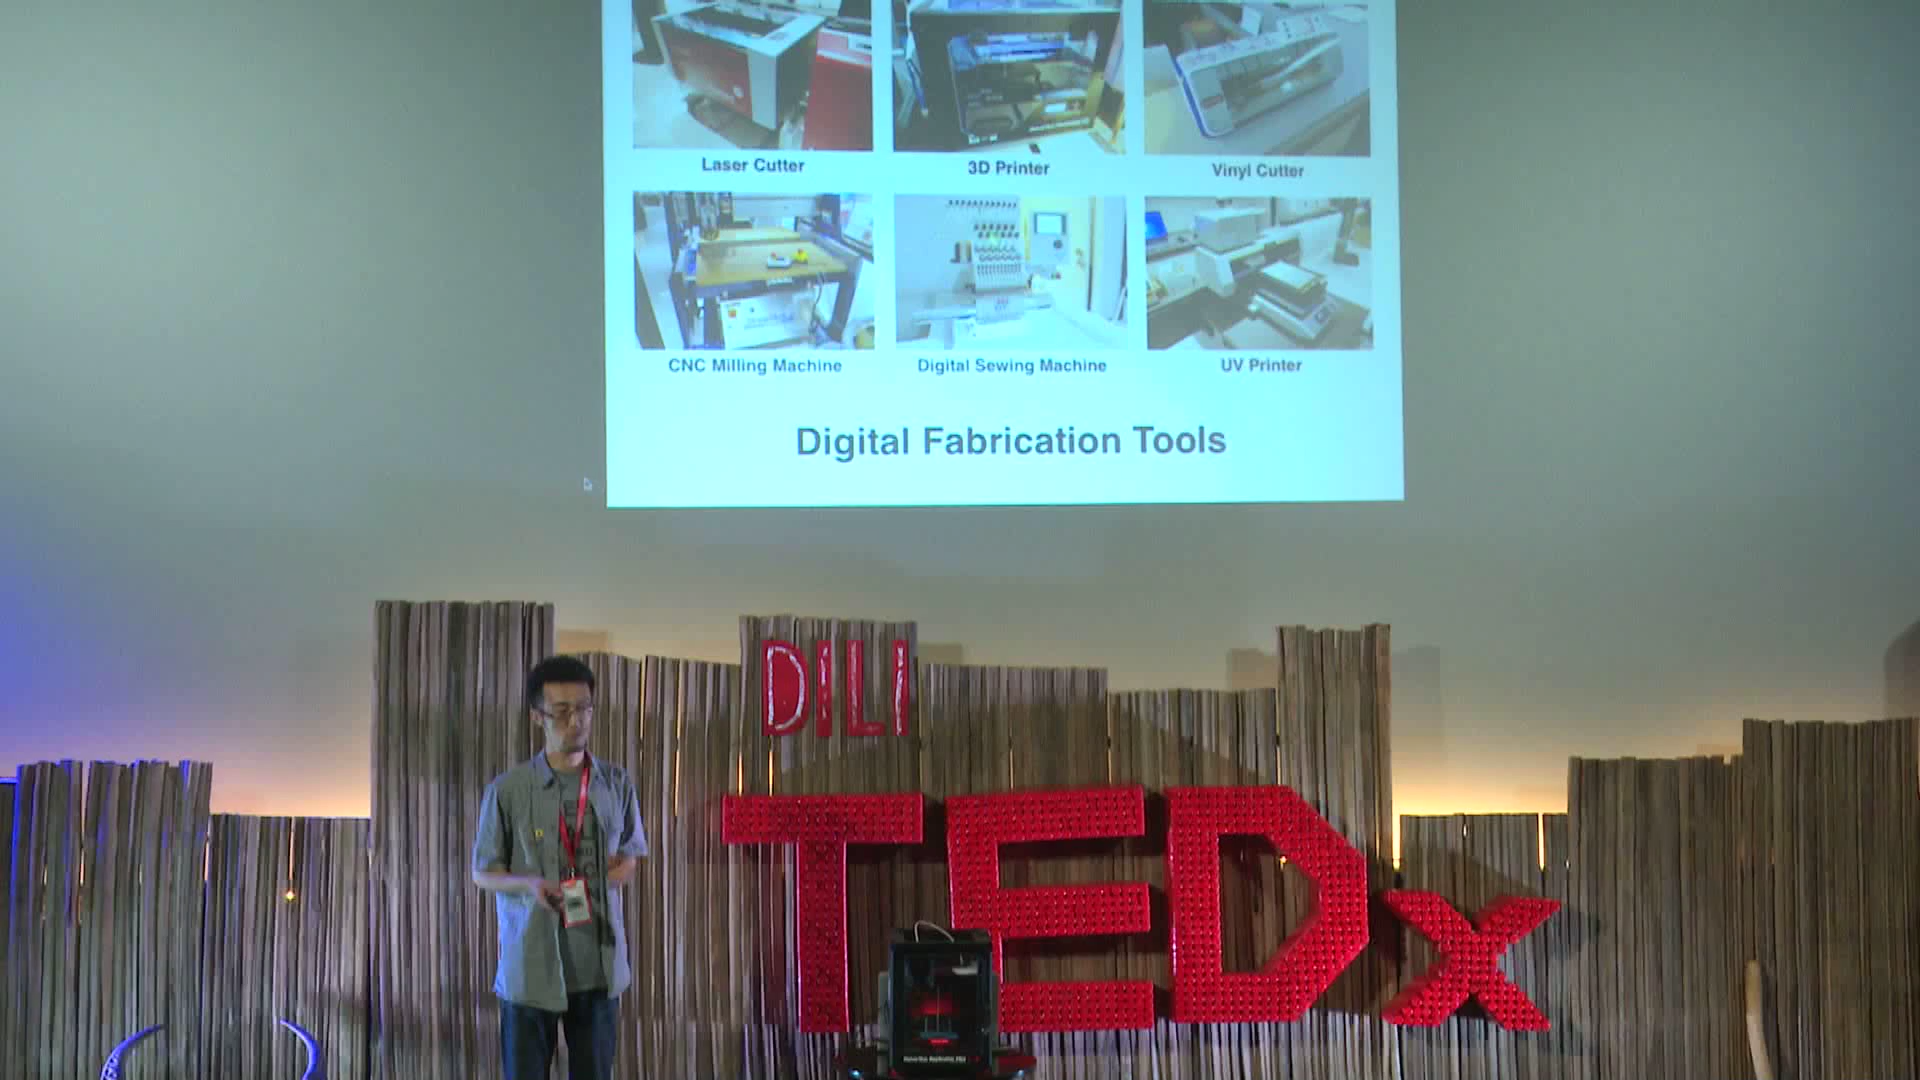 Laser Cutter
3D Printer
Vinyl Cutter
CNC Milling Machine
Digital Sewing Machine
UV Printer
Digital Fabrication Tools
DILI
TEDx